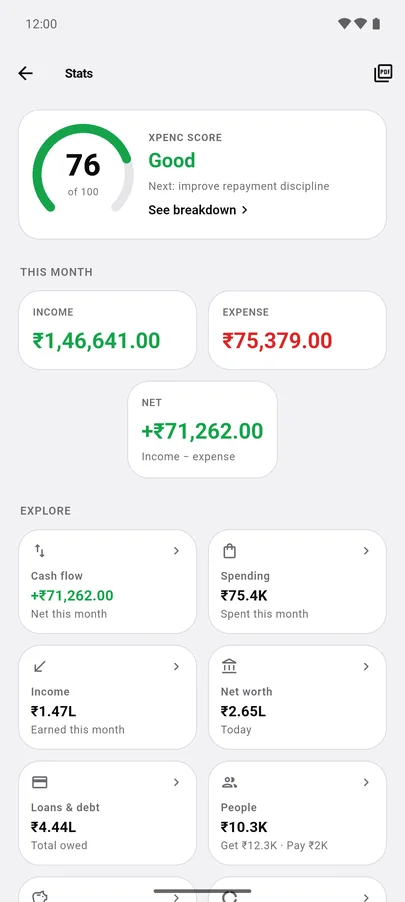 12:00
Stats
PDF
XPENC SCORE
76
of 100
Good
Next: improve repayment discipline
See breakdown
THIS MONTH
INCOME
₹1,46,641.00
EXPENSE
₹75,379.00
NET
+₹71,262.00
Income − expense
EXPLORE
Cash flow
+₹71,262.00
Net this month
Spending
₹75.4K
Spent this month
Income
₹1.47L
Earned this month
Net worth
₹2.65L
Today
Loans & debt
₹4.44L
Total owed
People
₹10.3K
Get ₹12.3K · Pay ₹2K